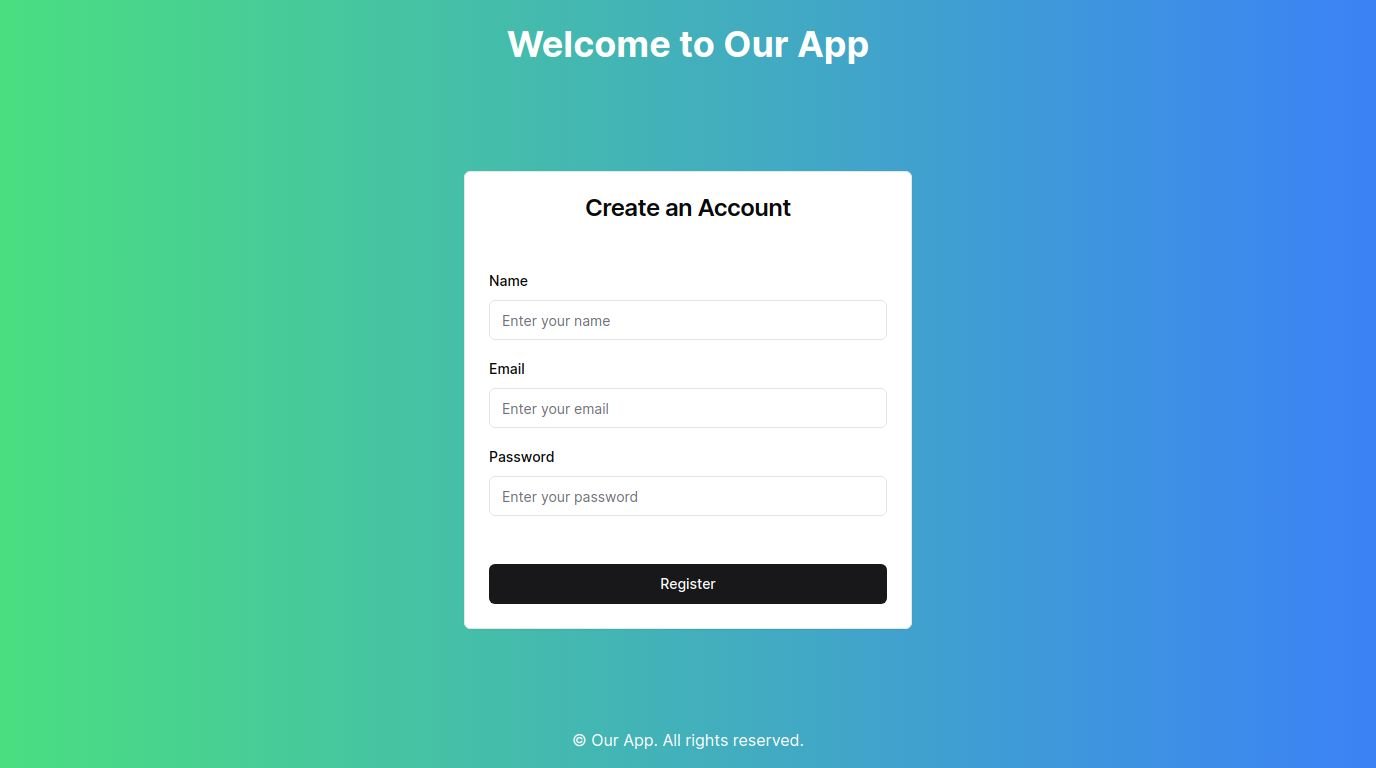 Welcome to Our App
Create an Account
Name
Enter your name
Email
Enter your email
Password
Enter your password
Register
© Our App. All rights reserved.